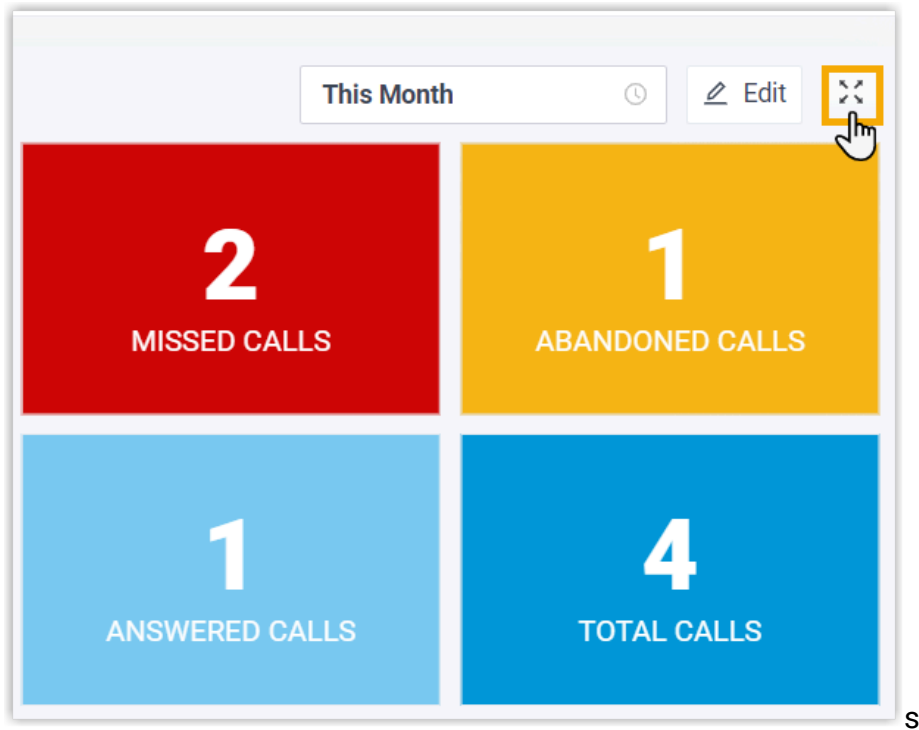 This Month Edit
2 1
MISSED CALLS ABANDONED CALLS
1 4
ANSWERED CALLS TOTAL CALLS
s